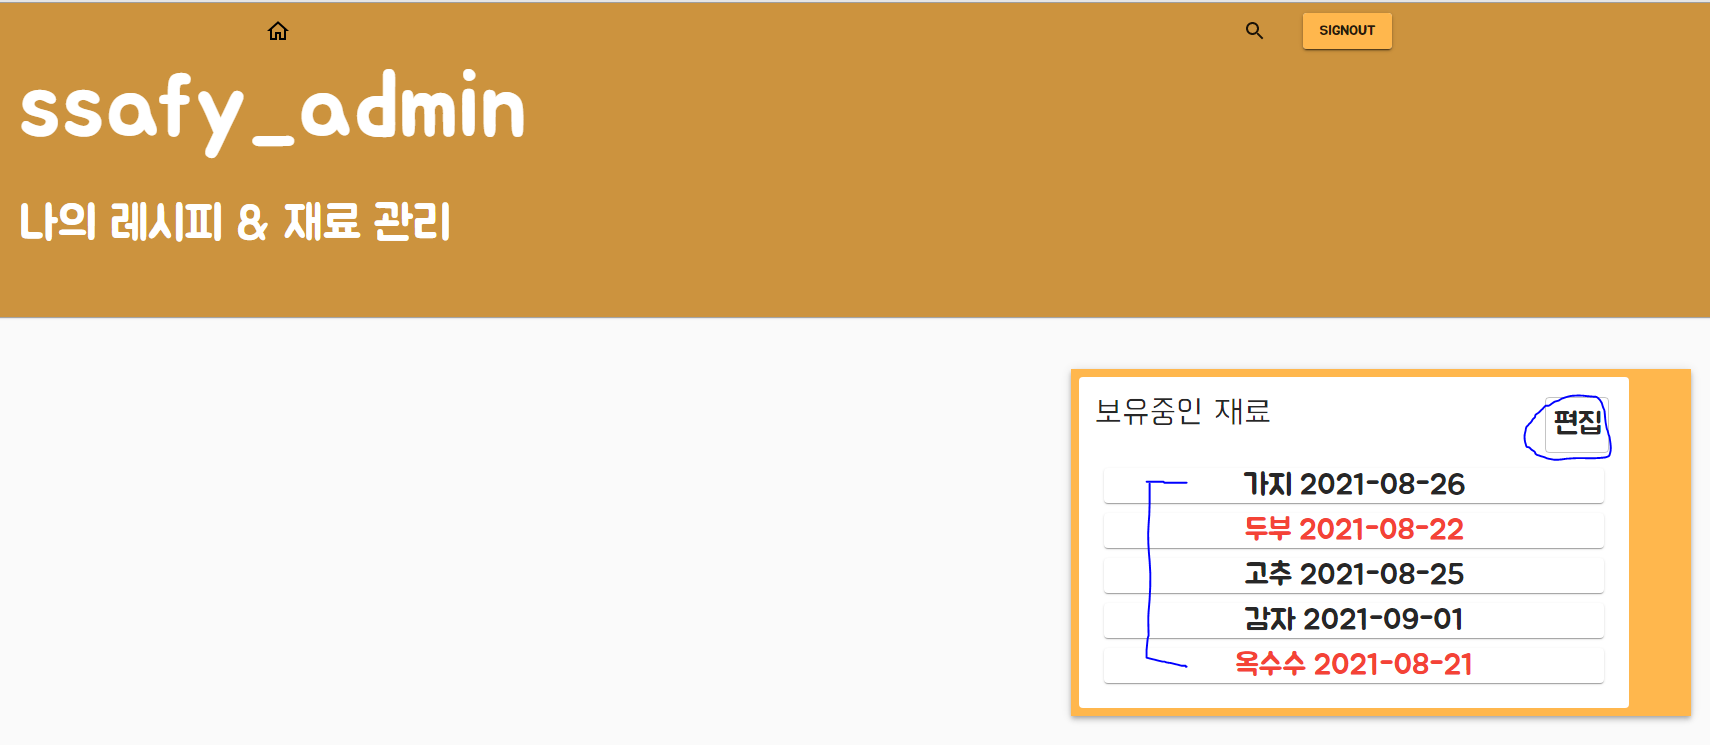 SIGNOUT
ssafy_admin
나의 레시피 & 재료 관리
보유중인 재료
편집
가지 2021-08-26
두부 2021-08-22
고추 2021-08-25
감자 2021-09-01
옥수수 2021-08-21